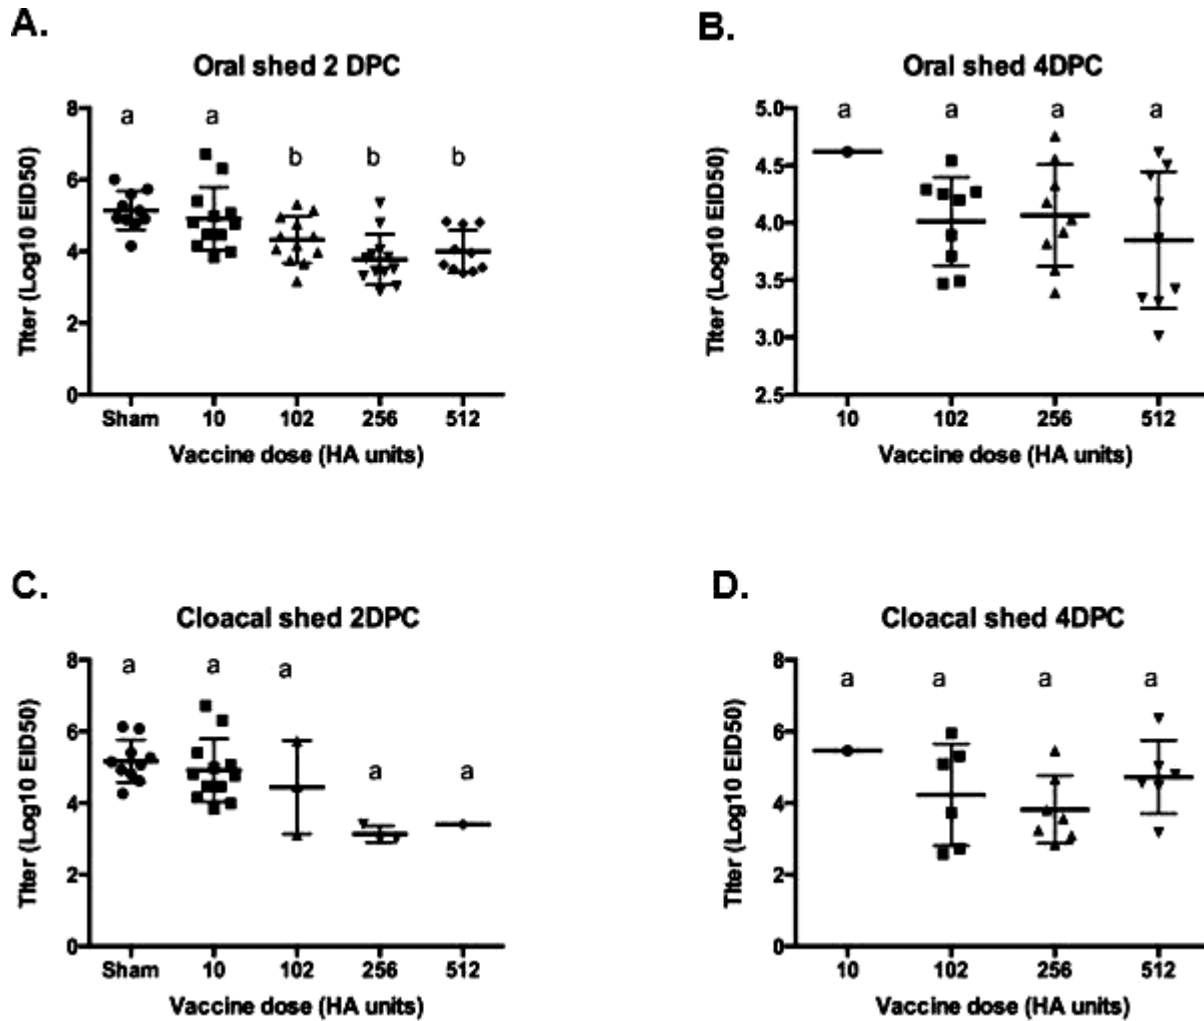 A.
Oral shed 2 DPC
a a b b b
Titer (Log10 EID50)
8
6
4
2
0
Sham 10 102 256 512
Vaccine dose (HA units)
B.
Oral shed 4DPC
a a a a
Titer (Log10 EID50)
5.0
4.5
4.0
3.5
3.0
2.5
10 102 256 512
Vaccine dose (HA units)
C.
Cloacal shed 2DPC
a a a a a
Titer (Log10 EID50)
8
6
4
2
0
Sham 10 102 256 512
Vaccine dose (HA units)
D.
Cloacal shed 4DPC
a a a a
Titer (Log10 EID50)
8
6
4
2
0
10 102 256 512
Vaccine dose (HA units)